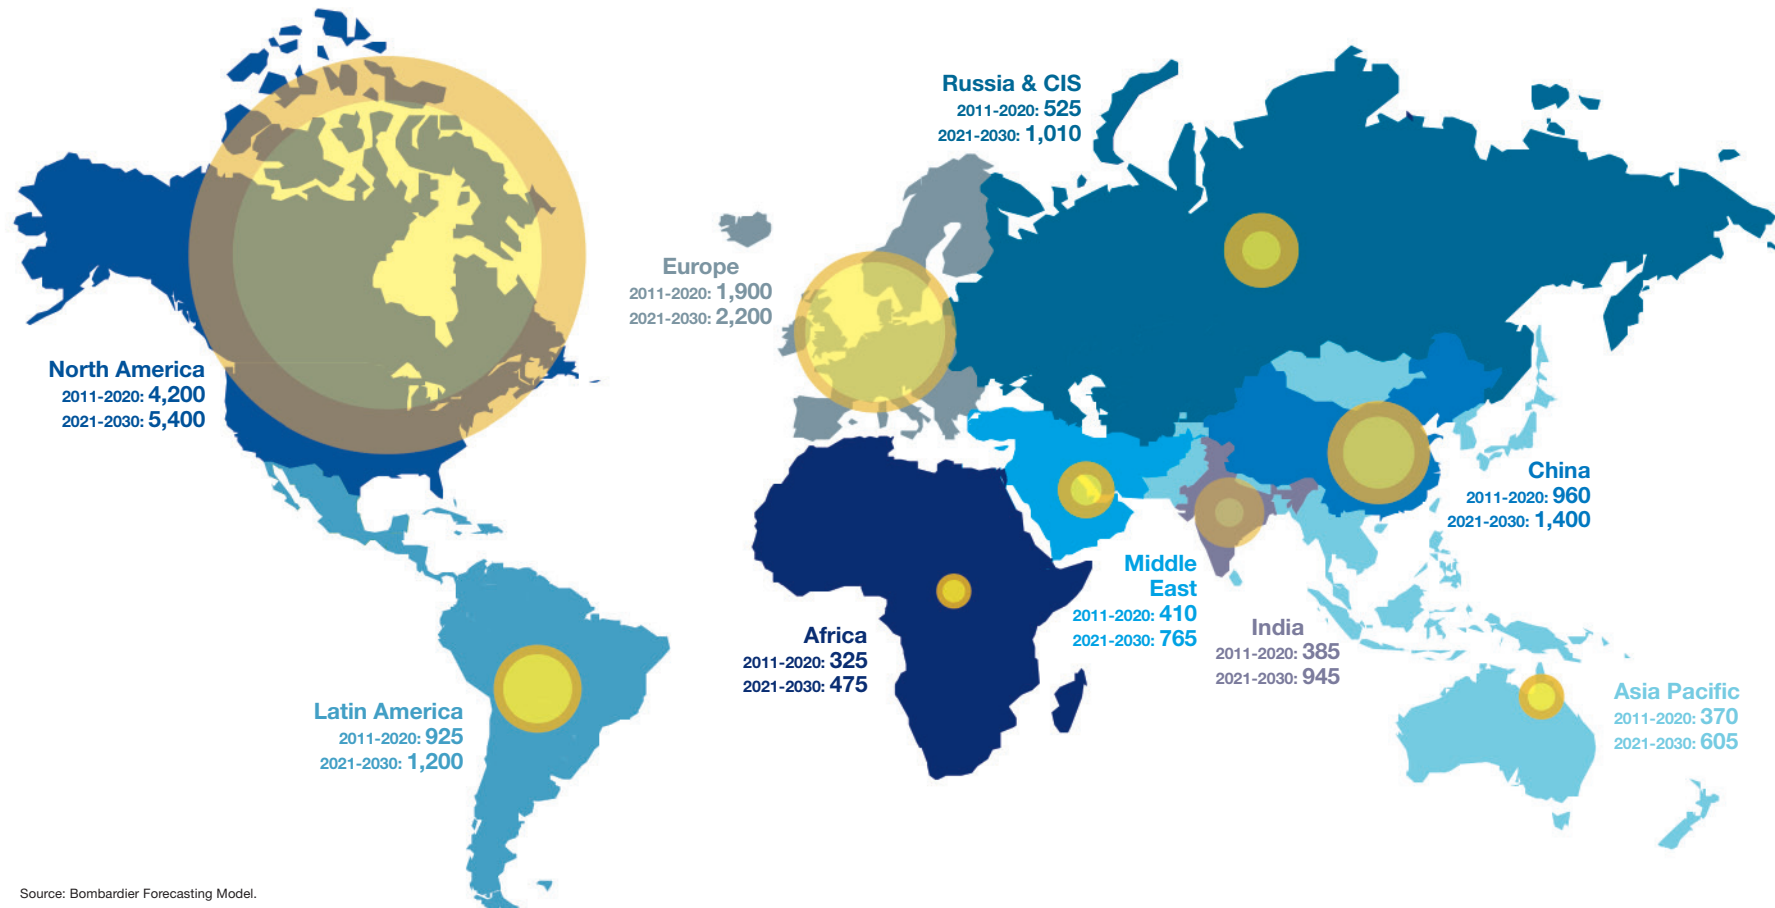 Russia & CIS
2011-2020: 525
2021-2030: 1,010
Europe
2011-2020: 1,900
2021-2030: 2,200
North America
2011-2020: 4,200
2021-2030: 5,400
China
2011-2020: 960
2021-2030: 1,400
Middle
East
2011-2020: 410
2021-2030: 765
India
2011-2020: 385
2021-2030: 945
Africa
2011-2020: 325
2021-2030: 475
Asia Pacific
2011-2020: 370
2021-2030: 605
Latin America
2011-2020: 925
2021-2030: 1,200
Source: Bombardier Forecasting Model.